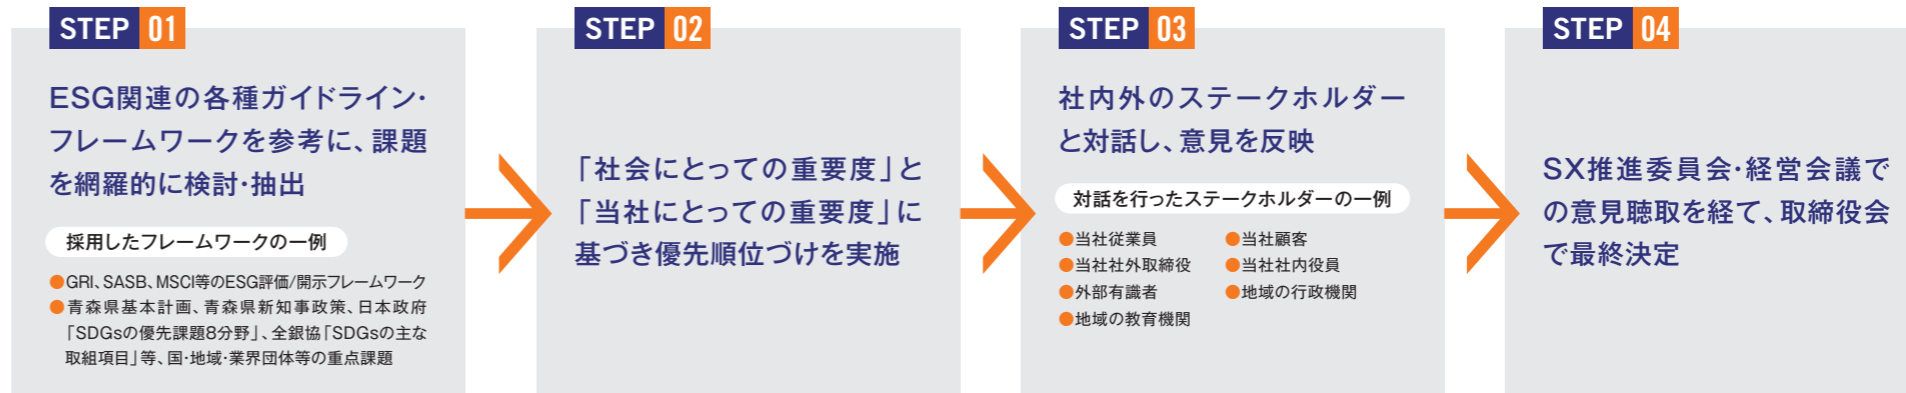 STEP 01
ESG関連の各種ガイドライン・
フレームワークを参考に、課題
を網羅的に検討・抽出
採用したフレームワークの一例
●GRI、SASB、MSCI等のESG評価/開示フレームワーク
●青森県基本計画、青森県新知事政策、日本政府
「SDGsの優先課題8分野」、全銀協「SDGsの主な
取組項目」等、国・地域・業界団体等の重点課題
STEP 02
「社会にとっての重要度」と
「当社にとっての重要度」に
基づき優先順位づけを実施
STEP 03
社内外のステークホルダー
と対話し、意見を反映
対話を行ったステークホルダーの一例
●当社従業員
●当社社外取締役
●外部有識者
●地域の教育機関
●当社顧客
●当社社内役員
●地域の行政機関
STEP 04
SX推進委員会・経営会議で
の意見聴取を経て、取締役会
で最終決定